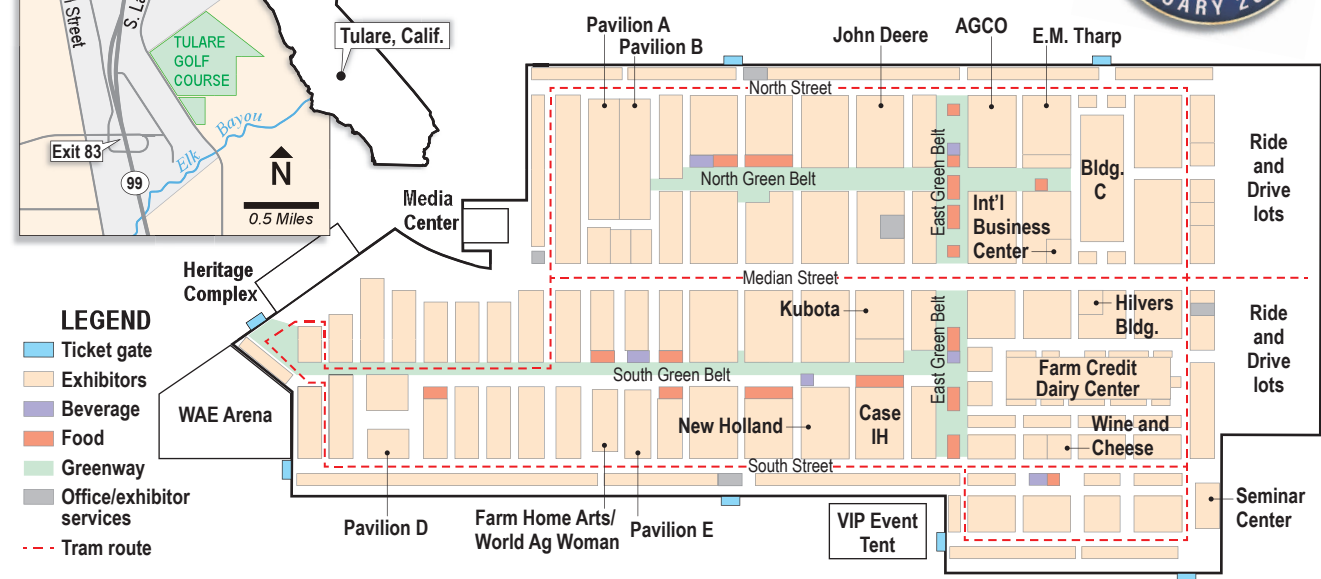 Street
S. La
TULARE
GOLF
COURSE
Tulare, Calif.
Exit 83
99
Elk Bayou
N
0.5 Miles
UARY 20
Pavilion A
Pavilion B
John Deere
AGCO
E.M. Tharp
North Street
Media
Center
North Green Belt
East Green Belt
Bldg.
C
Ride
and
Drive
lots
Int'l
Business
Center
Heritage
Complex
Median Street
Kubota
Hilvers
Bldg.
Ride
and
Drive
lots
LEGEND
Ticket gate
Exhibitors
Beverage
Food
Greenway
Office/exhibitor
services
Tram route
WAE Arena
South Green Belt
East Green Belt
Farm Credit
Dairy Center
New Holland
Case
IH
Wine and
Cheese
South Street
Pavilion D
Farm Home Arts/
World Ag Woman
Pavilion E
VIP Event
Tent
Seminar
Center